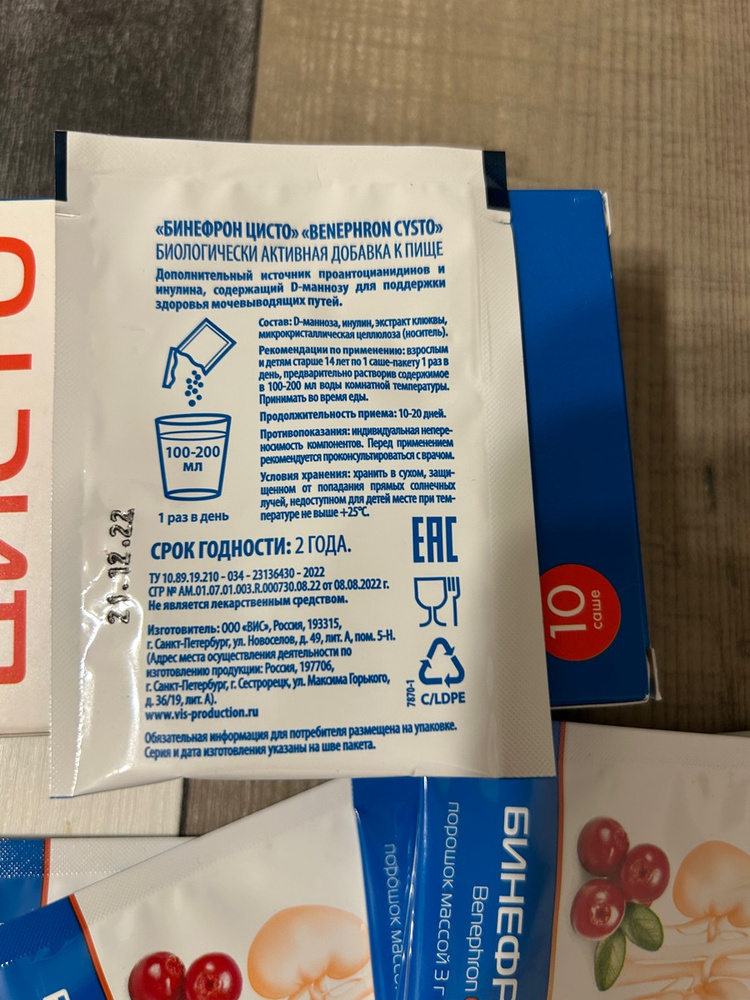 «БИНЕФРОН ЦИСТО» «BENEPHRON CYSTO»
БИОЛОГИЧЕСКИ АКТИВНАЯ ДОБАВКА К ПИЩЕ
Дополнительный источник проантоцианидинов и
инулина, содержащий D-маннозу для поддержки
здоровья мочевыводящих путей.
Состав: D-манноза, инулин, экстракт клюквы,
микрокристаллическая целлюлоза (носитель).
Рекомендации по применению: взрослым
и детям старше 14 лет по 1 саше-пакету 1 раз в
день, предварительно растворив содержимое
в 100-200 мл воды комнатной температуры.
Принимать во время еды.
Продолжительность приема: 10-20 дней.
Противопоказания: индивидуальная непере-
носимость компонентов. Перед применением
рекомендуется проконсультироваться с врачом.
Условия хранения: хранить в сухом, защи-
щенном от попадания прямых солнечных
лучей, недоступном для детей месте при тем-
пературе не выше +25°С.
100-200
мл
1 раз в день
СРОК ГОДНОСТИ: 2 ГОДА.
21.12.22
ТУ 10.89.19.210 - 034 - 23136430 - 2022
СГР № AM.01.07.01.003.R.000730.08.22 от 08.08.2022 г.
Не является лекарственным средством.
Изготовитель: ООО «ВИС», Россия, 193315,
г. Санкт-Петербург, ул. Новоселов, д. 49, лит. А, пом. 5-Н.
(Адрес места осуществления деятельности по
изготовлению продукции: Россия, 197706,
г. Санкт-Петербург, г. Сестрорецк, ул. Максима Горького,
д. 36/19, лит. А).
www.vis-production.ru
Обязательная информация для потребителя размещена на упаковке.
Серия и дата изготовления указаны на шве пакета.
EAC
7870-1
C/LDPE
10
саше
БИНЕФР
Benephron
порошок массой 3 г
порошок массо